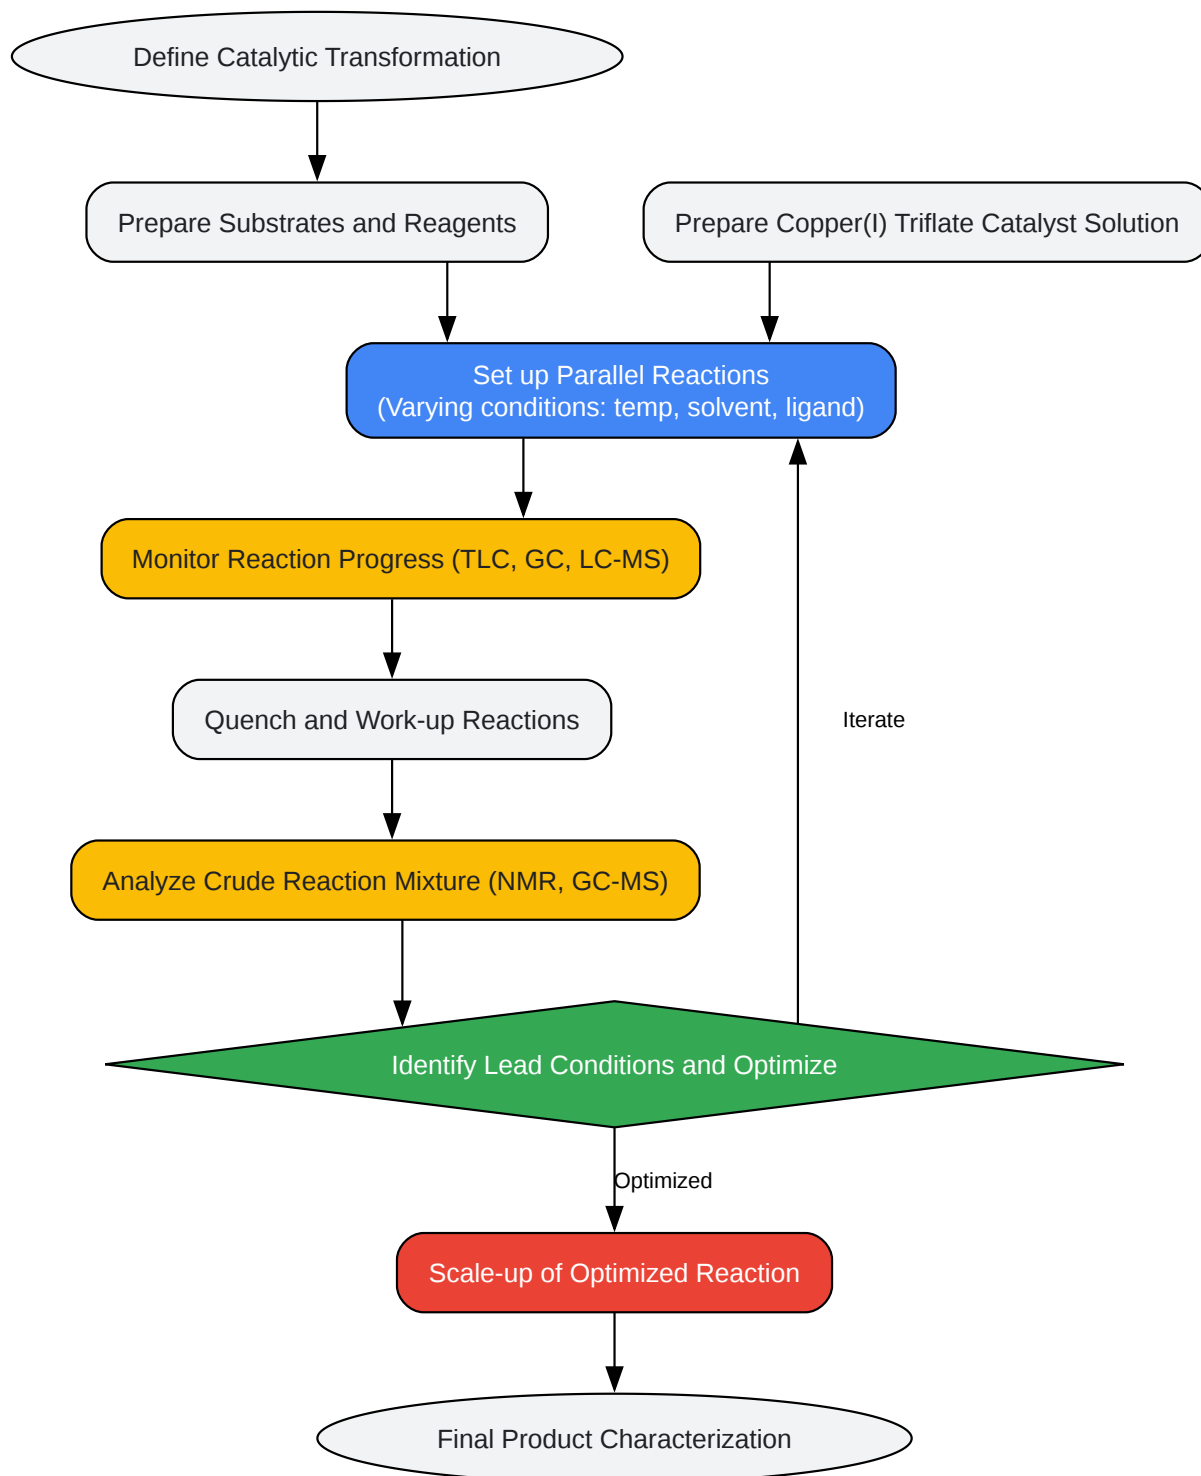 Define Catalytic Transformation
Prepare Substrates and Reagents
Prepare Copper(I) Triflate Catalyst Solution
Set up Parallel Reactions
(Varying conditions: temp, solvent, ligand)
Monitor Reaction Progress (TLC, GC, LC-MS)
Quench and Work-up Reactions
Iterate
Analyze Crude Reaction Mixture (NMR, GC-MS)
Identify Lead Conditions and Optimize
Optimized
Scale-up of Optimized Reaction
Final Product Characterization